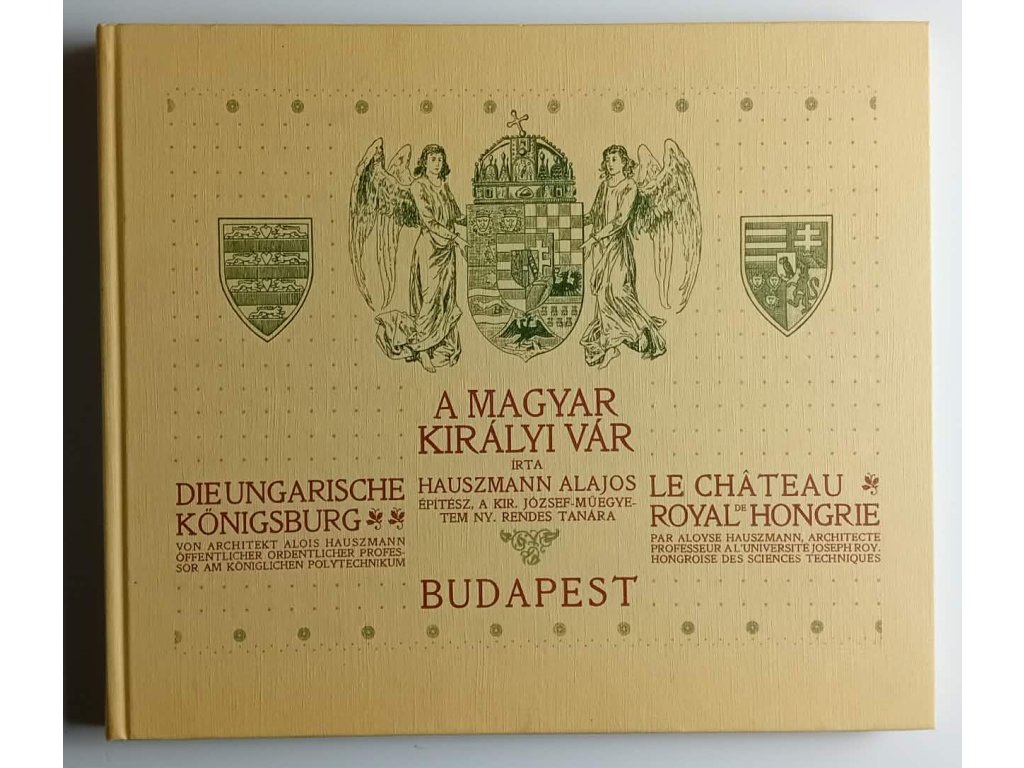 A MAGYAR
KIRÁLYI VÁR
ÍRTA
HAUSZMANN ALAJOS
ÉPÍTÉSZ, A KIR. JÓZSEF-MŰEGYE-
TEM NY. RENDES TANÁRA
BUDAPEST
DIE UNGARISCHE
KÖNIGSBURG
VON ARCHITEKT ALOIS HAUSZMANN
ÖFFENTLICHER ORDENTLICHER PROFES-
SOR AM KÖNIGLICHEN POLYTECHNIKUM
LE CHÂTEAU
ROYAL DE HONGRIE
PAR ALOYSE HAUSZMANN, ARCHITECTE
PROFESSEUR A L'UNIVERSITÉ JOSEPH ROY.
HONGROISE DES SCIENCES TECHNIQUES